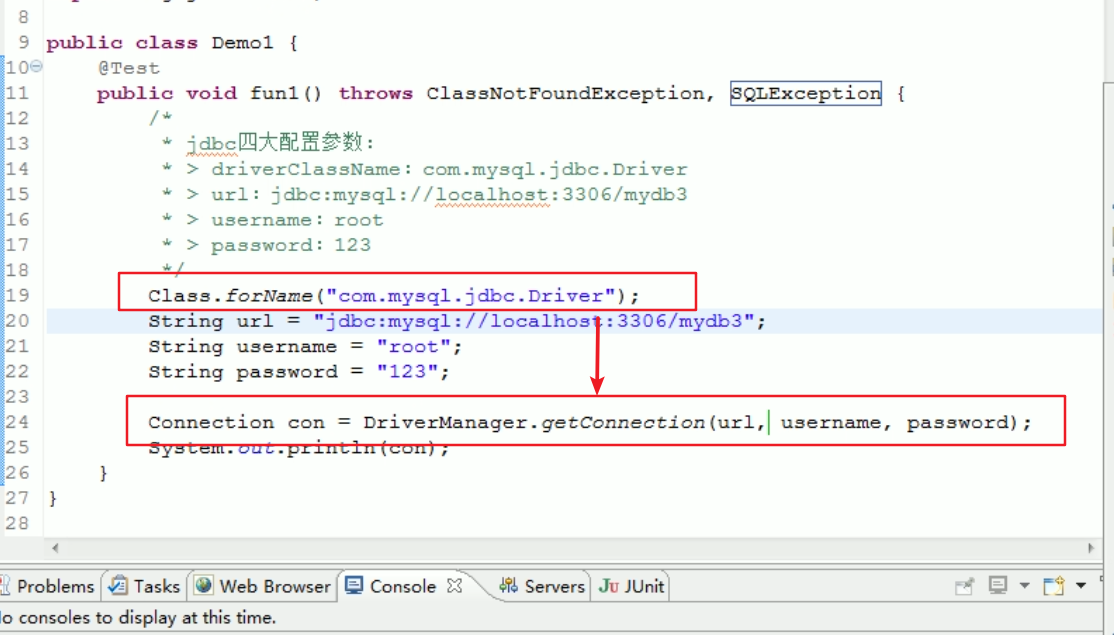 8
9 public class Demo1 {
10 @Test
11 public void fun1() throws ClassNotFoundException, SQLException {
12 /*
13 * jdbc四大配置参数：
14 * > driverClassName：com.mysql.jdbc.Driver
15 * > url：jdbc:mysql://localhost:3306/mydb3
16 * > username：root
17 * > password：123
18 */
19 Class.forName("com.mysql.jdbc.Driver");
20 String url = "jdbc:mysql://localhost:3306/mydb3";
21 String username = "root";
22 String password = "123";
23
24 Connection con = DriverManager.getConnection(url, username, password);
25 System.out.println(con);
26 }
27 }
28
Problems Tasks Web Browser Console Servers JUnit
o consoles to display at this time.